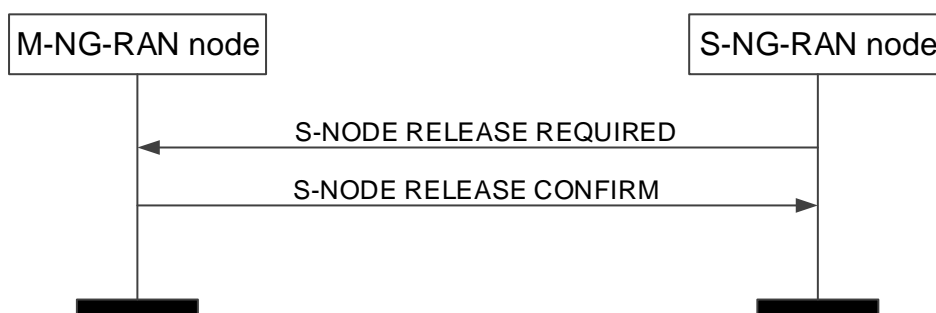 M-NG-RAN node
S-NG-RAN node
S-NODE RELEASE REQUIRED
S-NODE RELEASE CONFIRM